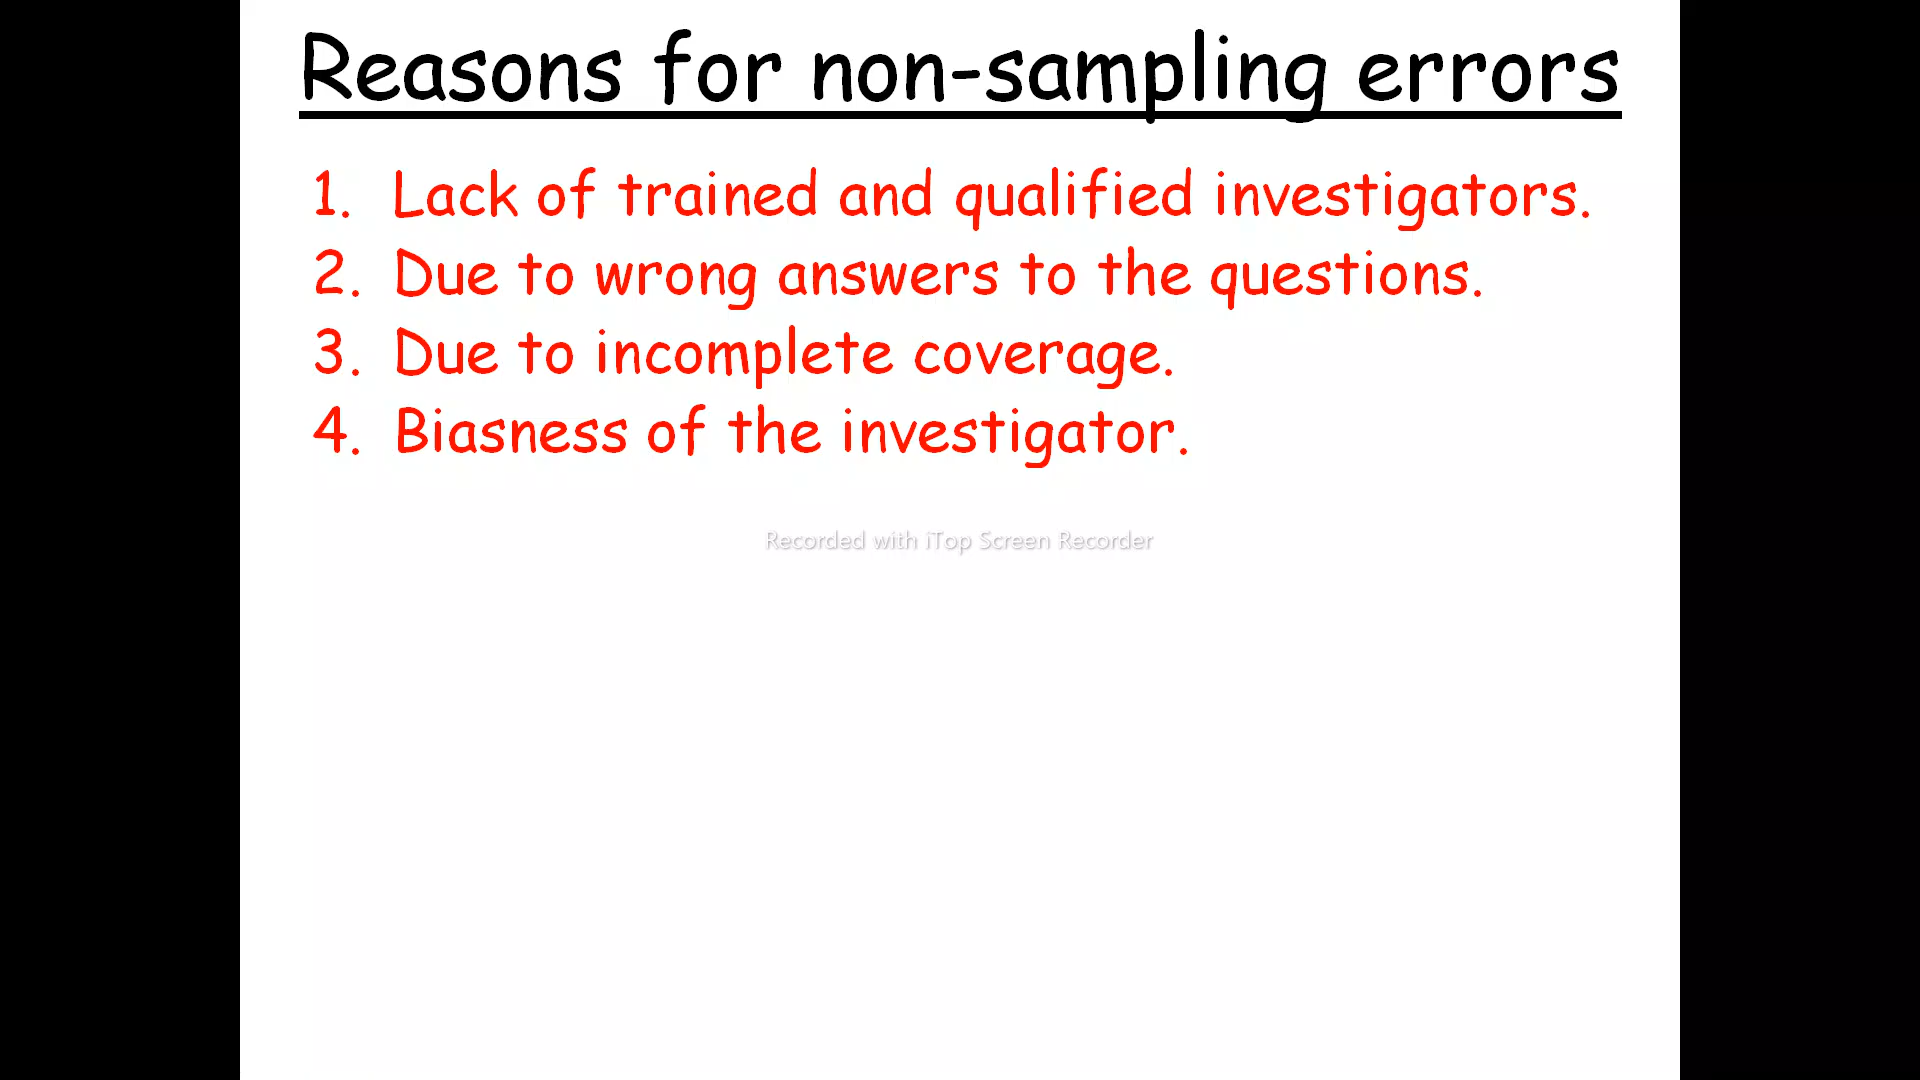 Reasons for non-sampling errors
1. Lack of trained and qualified investigators.
2. Due to wrong answers to the questions.
3. Due to incomplete coverage.
4. Biasness of the investigator.
Recorded with iTop Screen Recorder